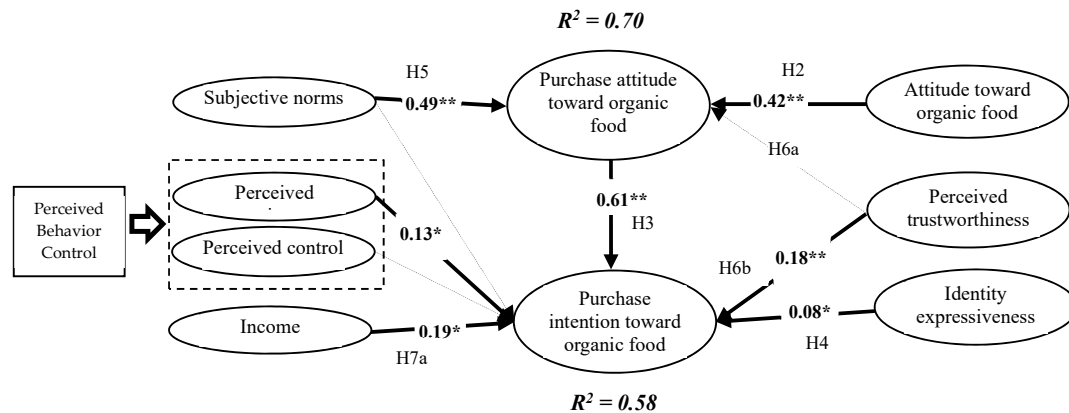 R² = 0.70
H5
H2
Subjective norms
0.49**
Purchase attitude
toward organic
food
0.42**
Attitude toward
organic food
H6a
Perceived
Behavior
Control
Perceived
Perceived control
0.13*
0.61**
H3
Perceived
trustworthiness
0.18**
H6b
Income
0.19*
H7a
Purchase
intention toward
organic food
0.08*
H4
Identity
expressiveness
R² = 0.58